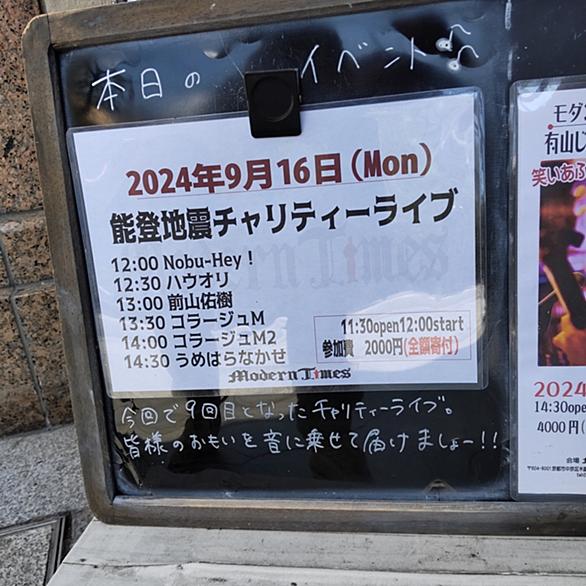 本日のイベント♫
2024年9月16日(Mon)
能登地震チャリティーライブ
12:00 Nobu-Hey!
12:30 ハウオリ
13:00 前山佑樹
13:30 コラージュM
14:00 コラージュM2
14:30 うめはらなかせ
11:30open12:00start
参加費 2000円(全額寄付)
Modern Times
今回で9回目となったチャリティーライブ。
皆様のおもいを音に乗せて届けましょー!!
モダ
有山じ
笑いあふ
2024
14:30ope
4000円(
会場